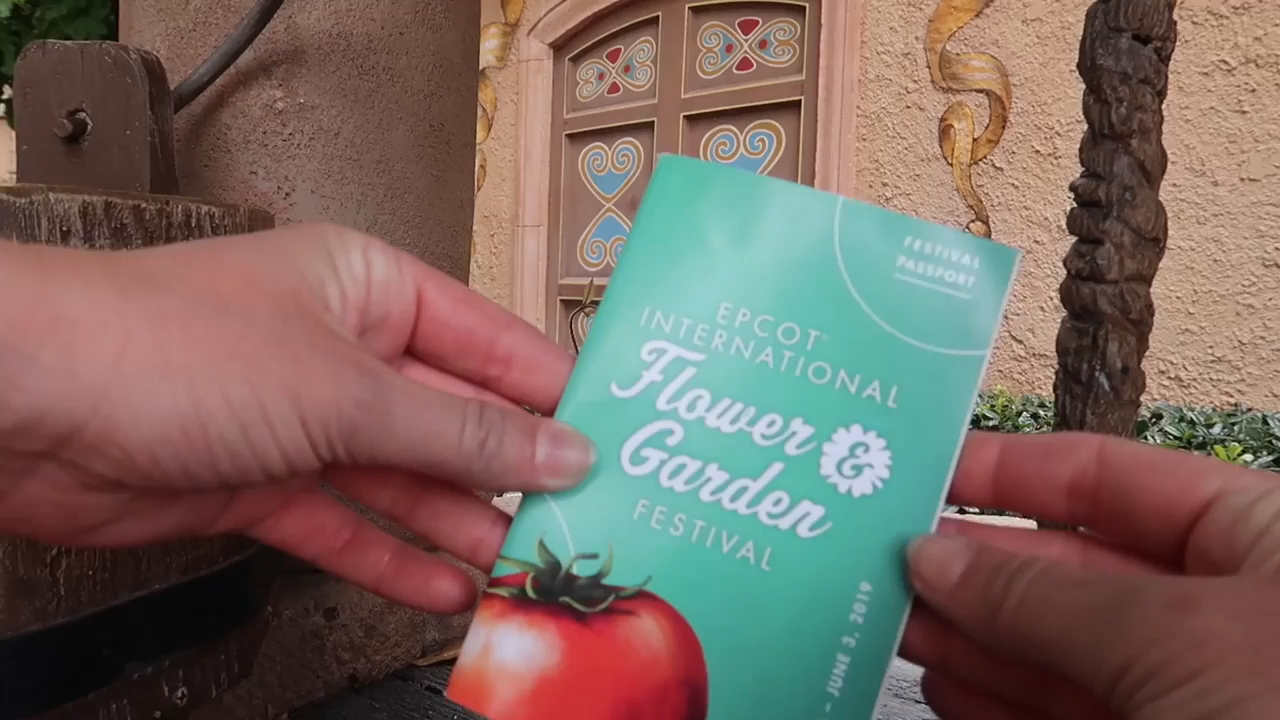 FESTIVAL
PASSPORT
EPCOT®
INTERNATIONAL
Flower &
Garden
FESTIVAL
- JUNE 3, 2019